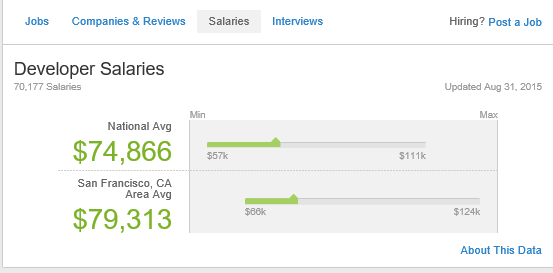 Jobs Companies & Reviews Salaries Interviews Hiring? Post a Job
Developer Salaries
70,177 Salaries Updated Aug 31, 2015
Min Max
National Avg
$74,866
$57k $111k
San Francisco, CA
Area Avg
$79,313
$66k $124k
About This Data